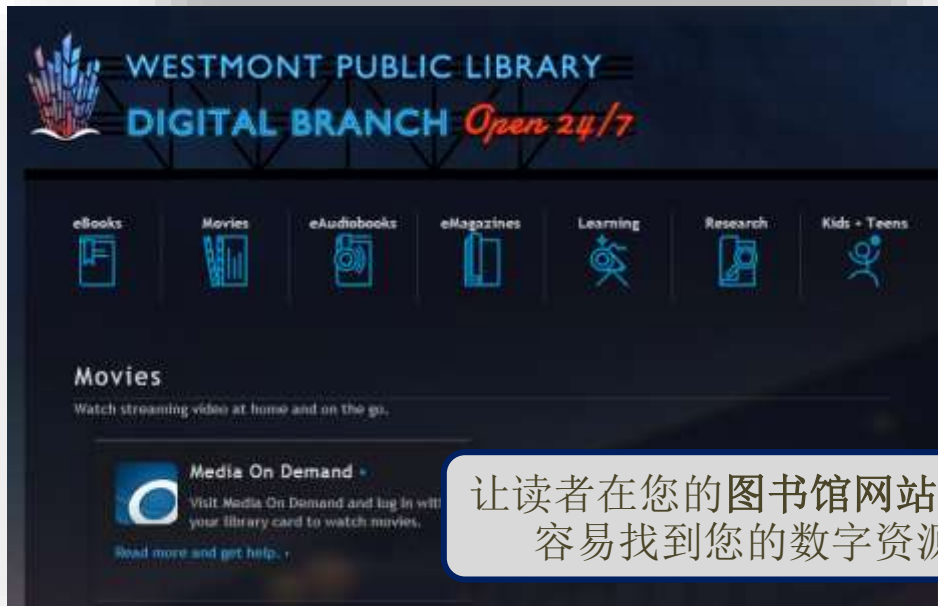 WESTMONT PUBLIC LIBRARY
DIGITAL BRANCH Open 24/7
eBooks Movies eAudiobooks eMagazines Learning Research Kids + Teens
Movies
Watch streaming video at home and on the go.
Media On Demand
Visit Media On Demand and log in with
your library card to watch movies.
Read more and get help.
让读者在您的图书馆网站
容易找到您的数字资源